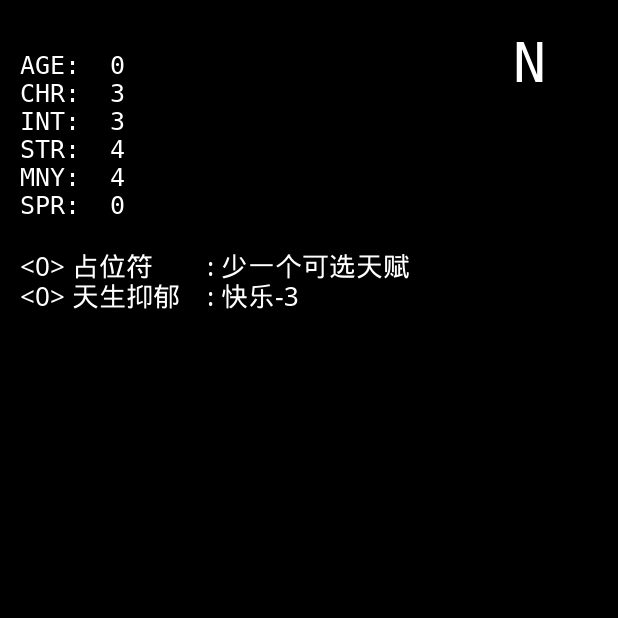 N
AGE: 0
CHR: 3
INT: 3
STR: 4
MNY: 4
SPR: 0
<O> 占位符 : 少一个可选天赋
<O> 天生抑郁 : 快乐-3